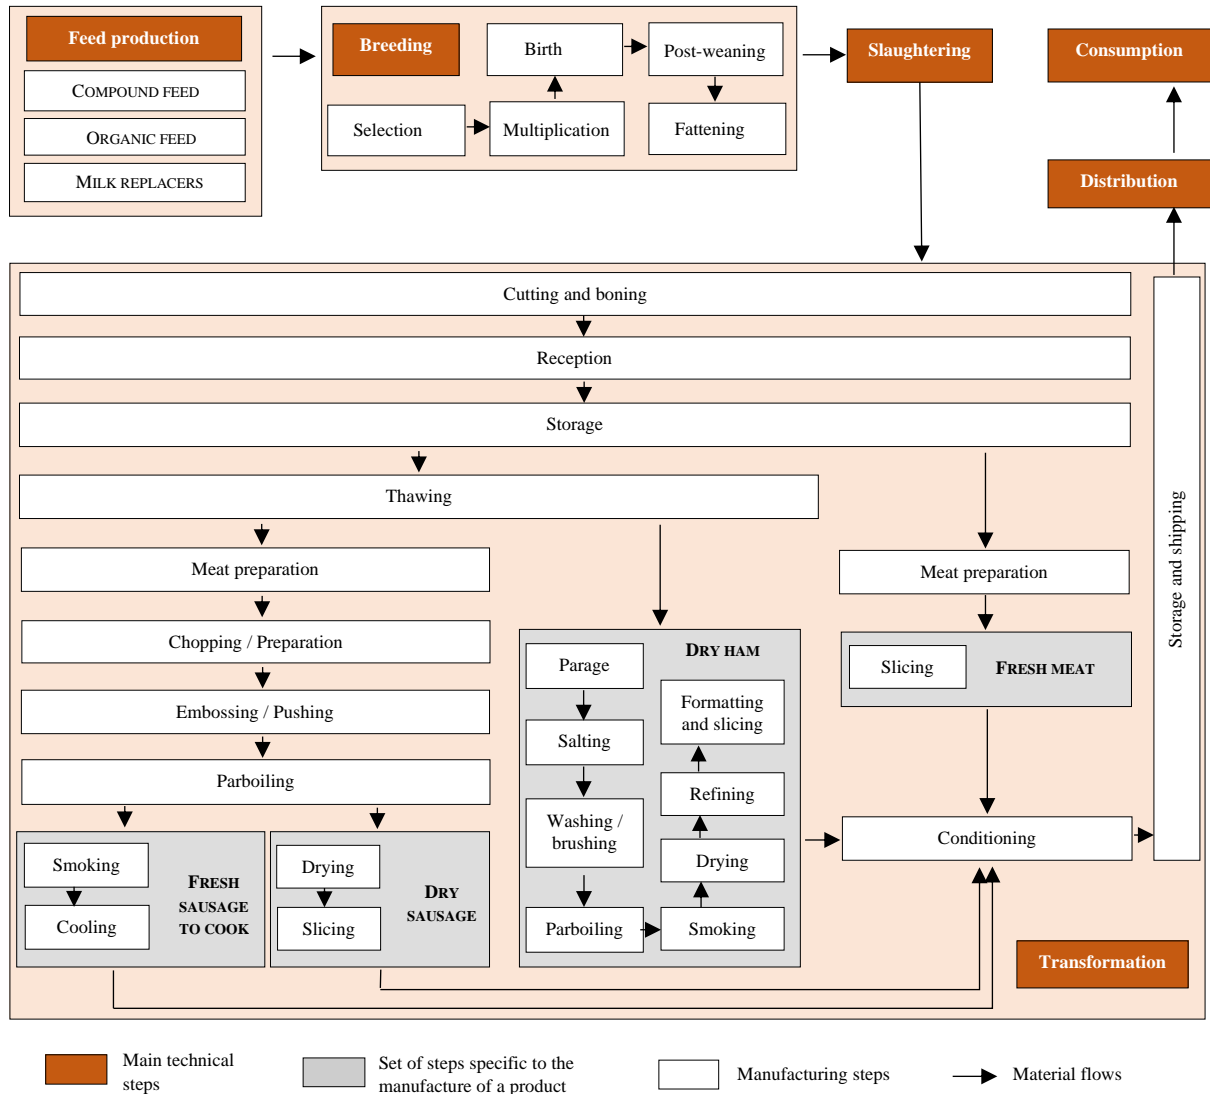 Feed production
COMPOUND FEED
ORGANIC FEED
MILK REPLACERS
Breeding
Birth
Post-weaning
Selection
Multiplication
Fattening
Slaughtering
Consumption
Distribution
Cutting and boning
Reception
Storage
Thawing
Meat preparation
Chopping / Preparation
Embossing / Pushing
Parboiling
Smoking
Cooling
FRESH
SAUSAGE
TO COOK
Drying
Slicing
DRY
SAUSAGE
DRY HAM
Parage
Salting
Washing /
brushing
Parboiling
Smoking
Drying
Refining
Formatting
and slicing
Meat preparation
Slicing
FRESH MEAT
Conditioning
Storage and shipping
Transformation
Main technical
steps
Set of steps specific to the
manufacture of a product
Manufacturing steps
Material flows